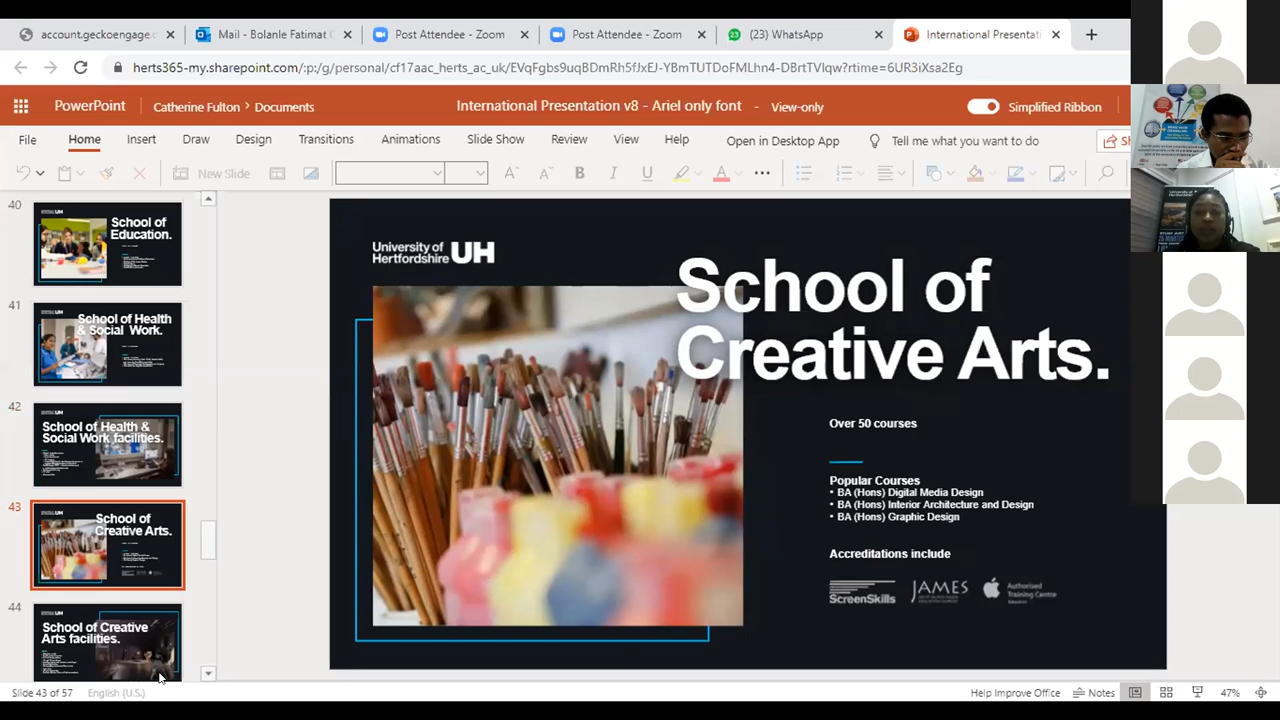 account.geckoengage.c
Mail - Bolanle Fatimat
Post Attendee - Zoom
Post Attendee - Zoom
(23) WhatsApp
International Presentati
herts365-my.sharepoint.com/:p:/g/personal/cf17aac_herts_ac_uk/EVqFgbs9uqBDmRh5fJxEJ-YBmTUTDoFMLhn4-DBrtTVIqw?rtime=6UR3iXsa2Eg
PowerPoint
Catherine Fulton > Documents
International Presentation v8 - Ariel only font - View-only
Simplified Ribbon
File
Home
Insert
Draw
Design
Transitions
Animations
Show
Review
View
Help
Open in Desktop App
Tell me what you want to do
New Slide
B
I
U
40
School of
Education.
41
School of Health
& Social Work.
42
School of Health &
Social Work facilities.
43
School of
Creative Arts.
44
School of Creative
Arts facilities.
University of
Hertfordshire UH
School of
Creative Arts.
Over 50 courses
Popular Courses
• BA (Hons) Digital Media Design
• BA (Hons) Interior Architecture and Design
• BA (Hons) Graphic Design
Accreditations include
ScreenSkills
JAMES
Authorised
Training Centre
Education
Slide 43 of 57
English (U.S.)
Help Improve Office
Notes
47%